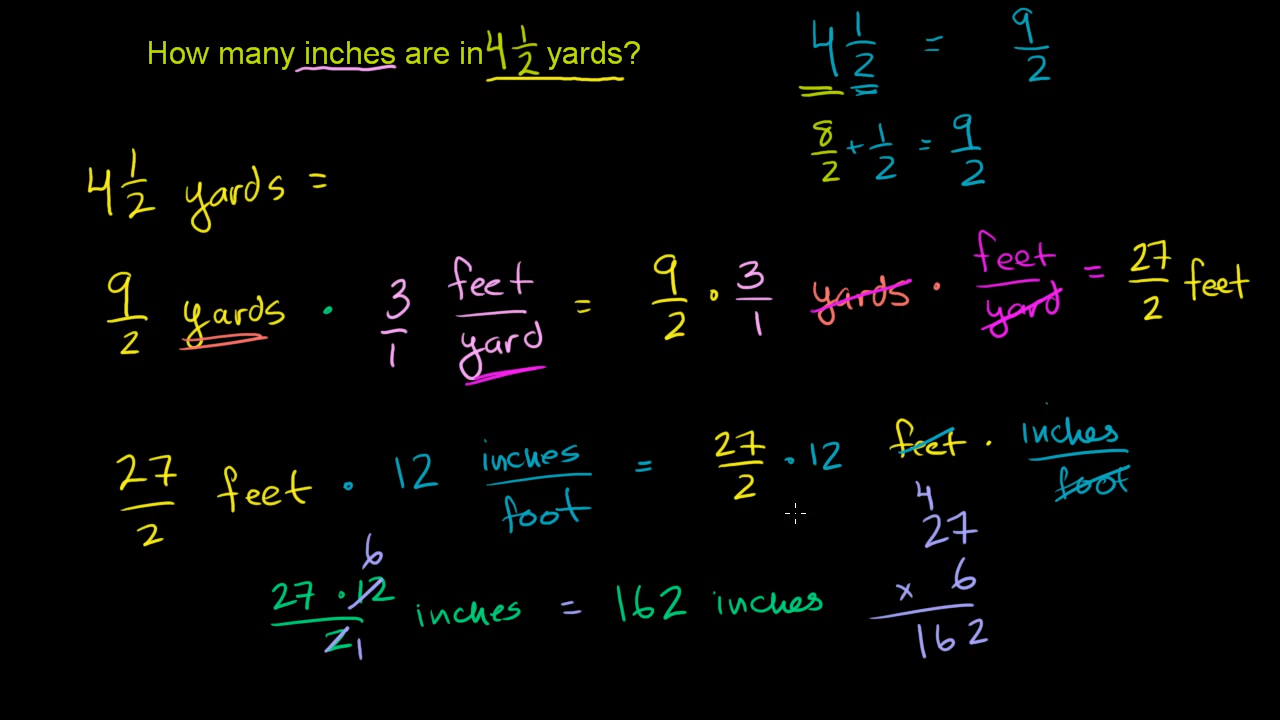 How many inches are in 4 1/2 yards?
4 1/2 = 9/2
8/2 + 1/2 = 9/2
4 1/2 yards =
9/2 yards · 3/1 feet/yard = 9/2 · 3/1 yards · feet/yard = 27/2 feet
27/2 feet · 12 inches/foot = 27/2 · 12 feet · inches/foot
6
27 · 12/2 1 inches = 162 inches
4
27
x 6
162